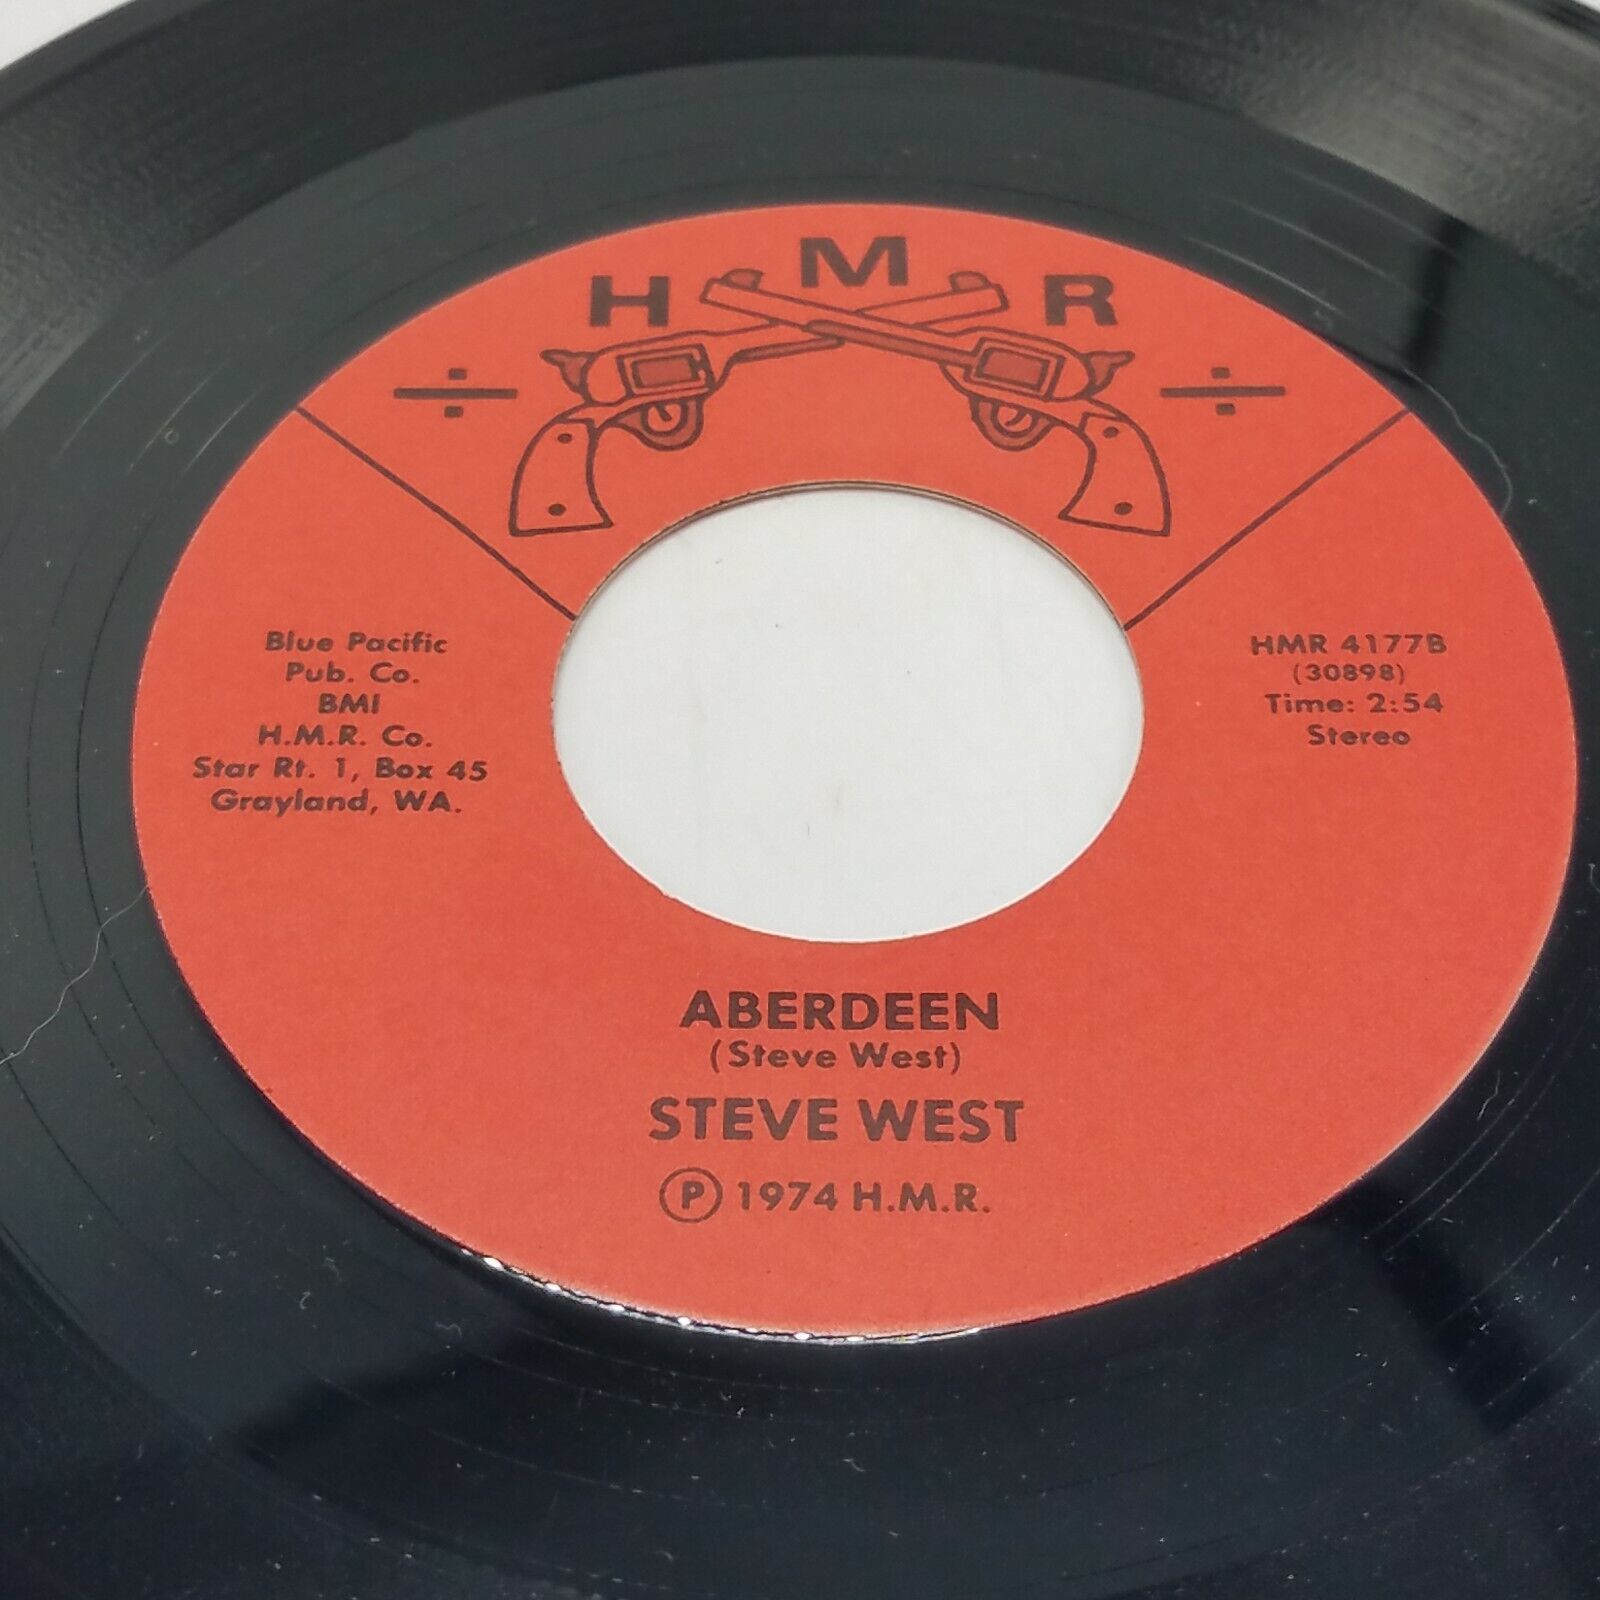 H M R
÷ ÷
Blue Pacific
Pub. Co.
BMI
H.M.R. Co.
Star Rt. 1, Box 45
Grayland, WA.
HMR 4177B
(30898)
Time: 2:54
Stereo
ABERDEEN
(Steve West)
STEVE WEST
Ⓟ 1974 H.M.R.